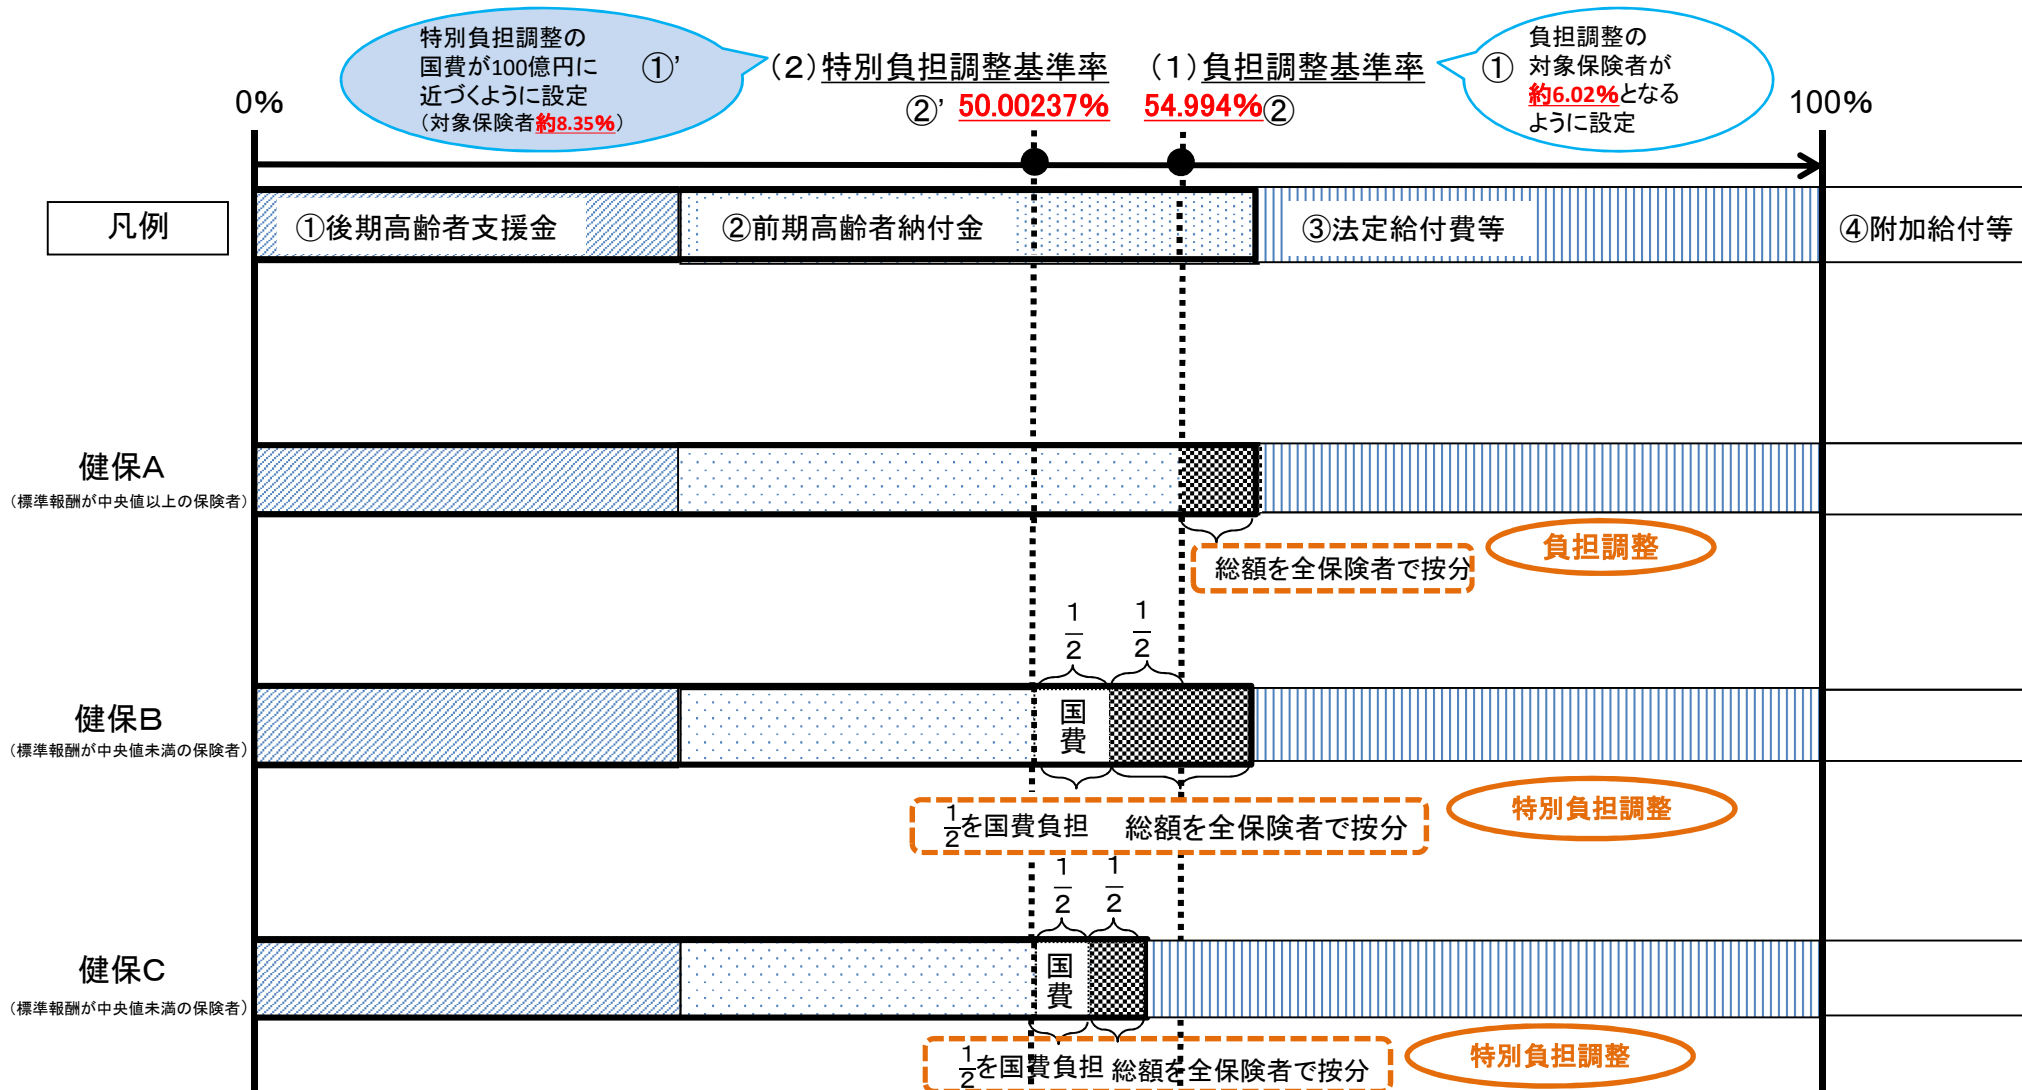 特別負担調整の
国費が100億円に
近づくように設定
（対象保険者約8.35%）
①’
（2）特別負担調整基準率
②’ 50.00237%
（1）負担調整基準率
54.994%②
①
負担調整の
対象保険者が
約6.02%となる
ように設定
0%
100%
凡例
①後期高齢者支援金
②前期高齢者納付金
③法定給付費等
④附加給付等
健保A
（標準報酬が中央値以上の保険者）
総額を全保険者で按分
負担調整
1
2
1
2
健保B
（標準報酬が中央値未満の保険者）
国
費
1
2
を国費負担
総額を全保険者で按分
特別負担調整
1
2
1
2
健保C
（標準報酬が中央値未満の保険者）
国
費
1
2
を国費負担
総額を全保険者で按分
特別負担調整